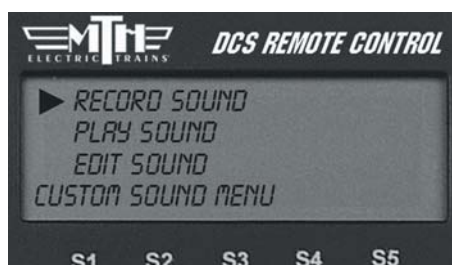 MTH DCS REMOTE CONTROL
ELECTRIC TRAINS
RECORD SOUND
PLAY SOUND
EDIT SOUND
CUSTOM SOUND MENU
S1 S2 S3 S4 S5